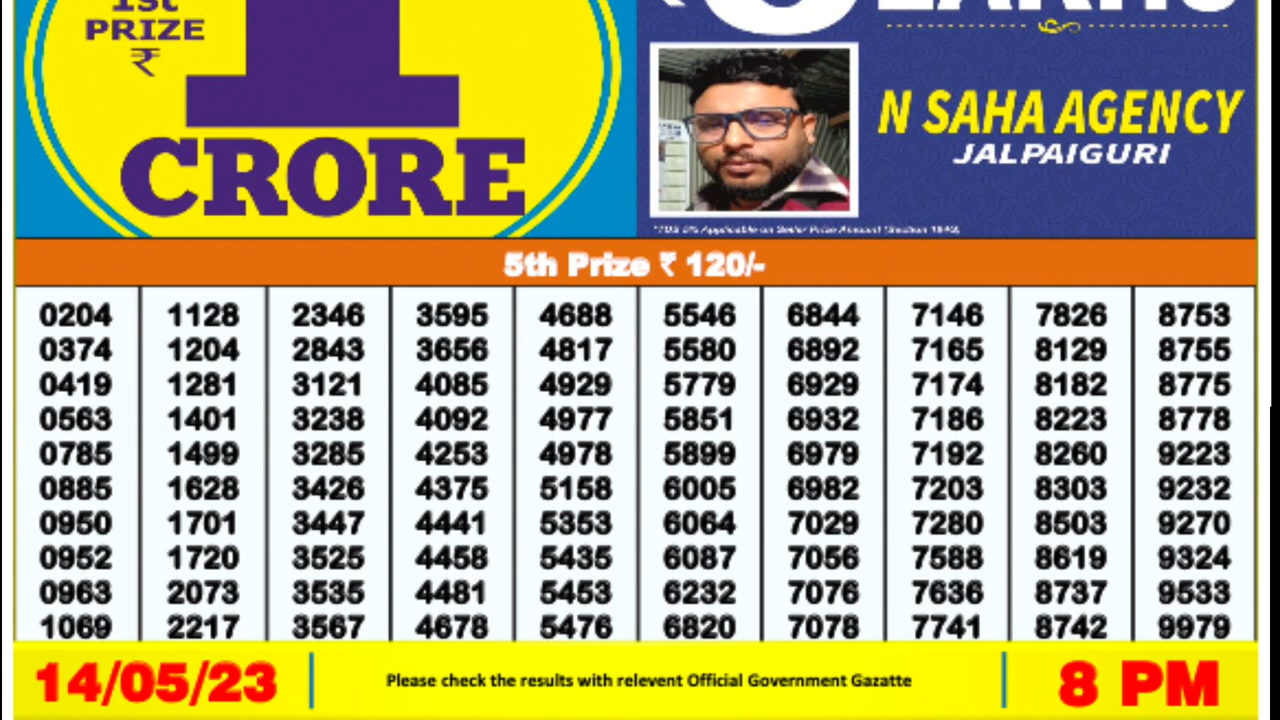 1st
PRIZE
₹
1
CRORE
N SAHA AGENCY
JALPAIGURI
5th Prize ₹ 120/-
0204 1128 2346 3595 4688 5546 6844 7146 7826 8753
0374 1204 2843 3656 4817 5580 6892 7165 8129 8755
0419 1281 3121 4085 4929 5779 6929 7174 8182 8775
0563 1401 3238 4092 4977 5851 6932 7186 8223 8778
0785 1499 3285 4253 4978 5899 6979 7192 8260 9223
0885 1628 3426 4375 5158 6005 6982 7203 8303 9232
0950 1701 3447 4441 5353 6064 7029 7280 8503 9270
0952 1720 3525 4458 5435 6087 7056 7588 8619 9324
0963 2073 3535 4481 5453 6232 7076 7636 8737 9533
1069 2217 3567 4678 5476 6820 7078 7741 8742 9979
14/05/23 Please check the results with relevent Official Government Gazatte 8 PM